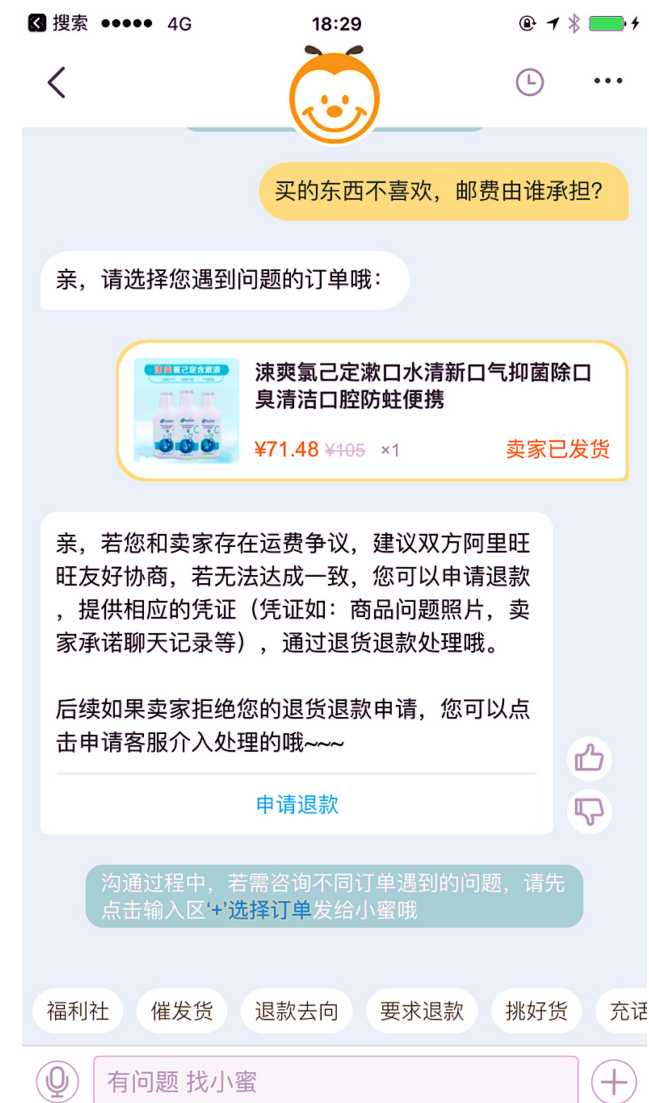 搜索 4G 18:29
买的东西不喜欢，邮费由谁承担？
亲，请选择您遇到问题的订单哦：
氯己定含漱液
涑爽氯己定漱口水清新口气抑菌除口
臭清洁口腔防蛀便携
¥71.48 ¥105 ×1 卖家已发货
亲，若您和卖家存在运费争议，建议双方阿里旺
旺友好协商，若无法达成一致，您可以申请退款
，提供相应的凭证（凭证如：商品问题照片，卖
家承诺聊天记录等），通过退货退款处理哦。
后续如果卖家拒绝您的退货退款申请，您可以点
击申请客服介入处理的哦~~~
申请退款
沟通过程中，若需咨询不同订单遇到的问题，请先
点击输入区‘+’选择订单发给小蜜哦
福利社 催发货 退款去向 要求退款 挑好货 充话
有问题 找小蜜